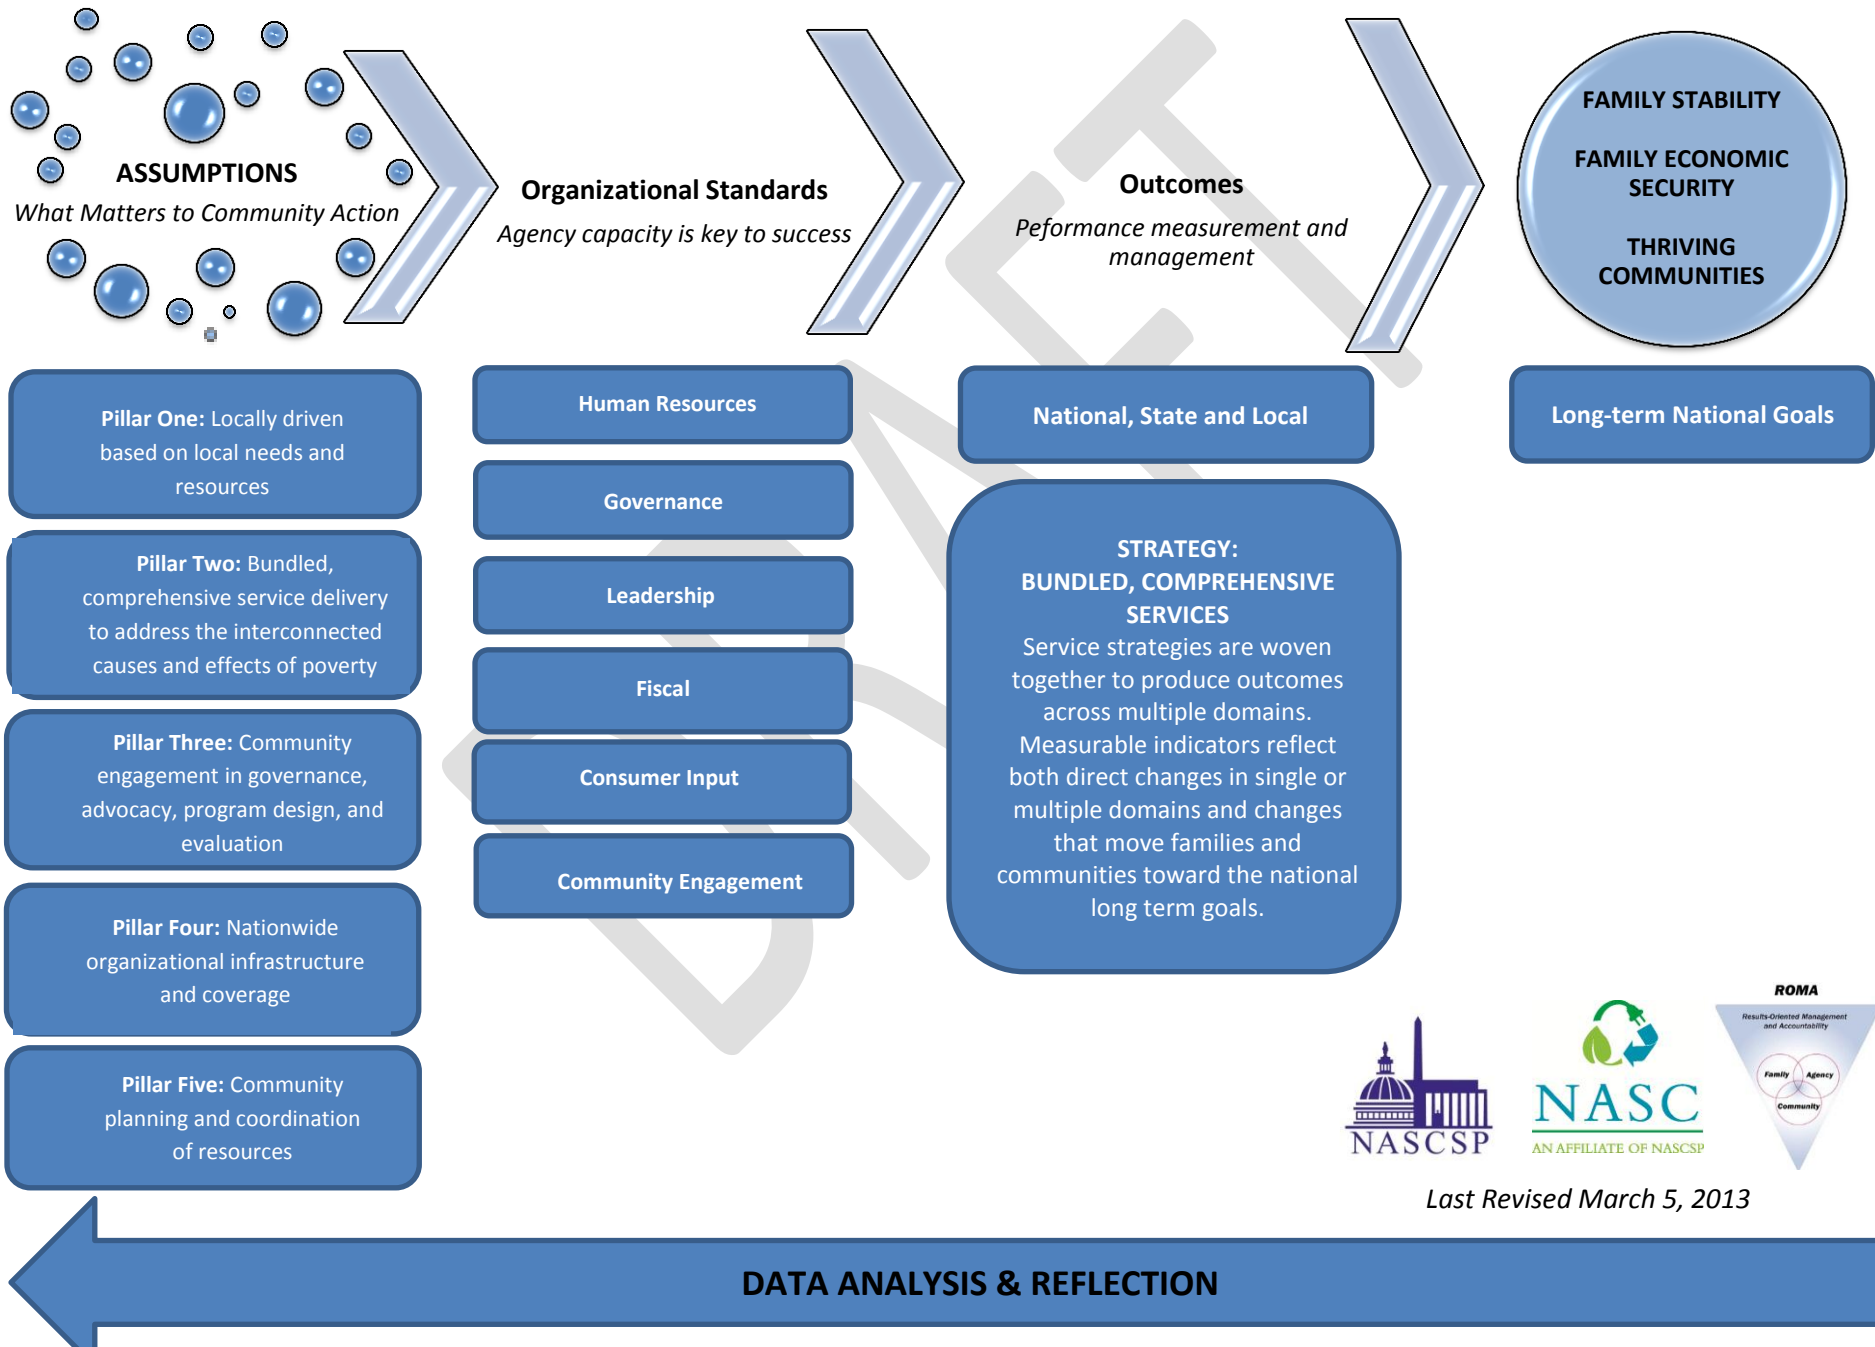 ASSUMPTIONS
What Matters to Community Action
Organizational Standards
Agency capacity is key to success
Outcomes
Peformance measurement and
management
FAMILY STABILITY
FAMILY ECONOMIC
SECURITY
THRIVING
COMMUNITIES
Pillar One: Locally driven
based on local needs and
resources
Pillar Two: Bundled,
comprehensive service delivery
to address the interconnected
causes and effects of poverty
Pillar Three: Community
engagement in governance,
advocacy, program design, and
evaluation
Pillar Four: Nationwide
organizational infrastructure
and coverage
Pillar Five: Community
planning and coordination
of resources
Human Resources
Governance
Leadership
Fiscal
Consumer Input
Community Engagement
National, State and Local
STRATEGY:
BUNDLED, COMPREHENSIVE
SERVICES
Service strategies are woven
together to produce outcomes
across multiple domains.
Measurable indicators reflect
both direct changes in single or
multiple domains and changes
that move families and
communities toward the national
long term goals.
Long-term National Goals
DRAFT
NASCSP
NASC
AN AFFILIATE OF NASCSP
ROMA
Results-Oriented Management
and Accountability
Family
Agency
Community
Last Revised March 5, 2013
DATA ANALYSIS & REFLECTION